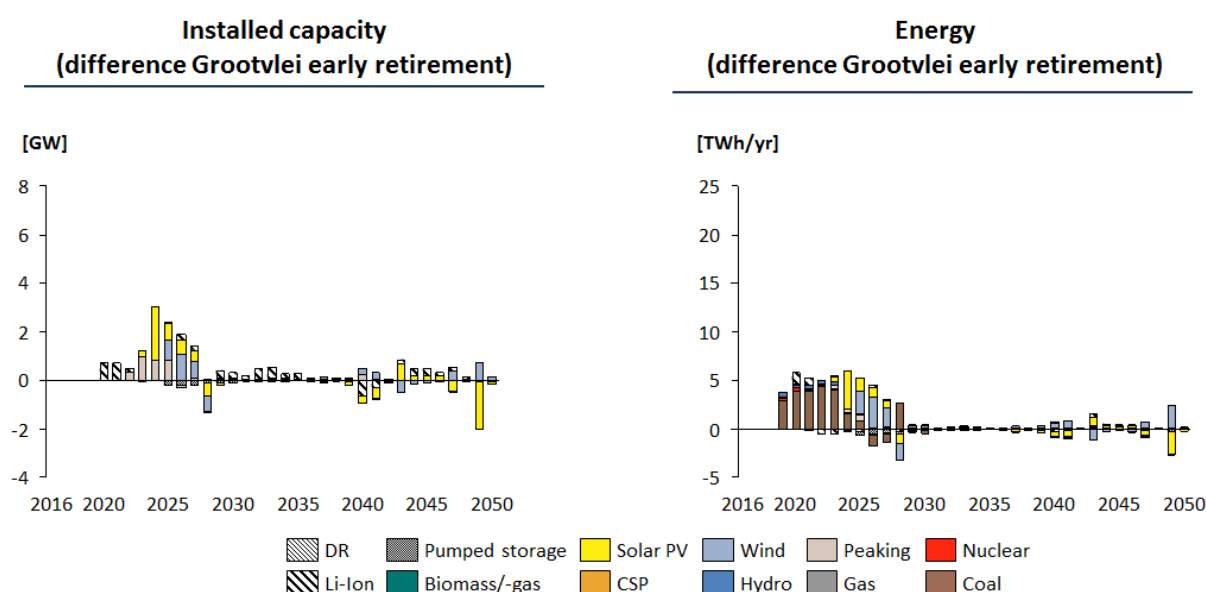 Installed capacity
(difference Grootvlei early retirement)
[GW]
8
6
4
2
0
-2
-4
2016 2020 2025 2030 2035 2040 2045 2050
Energy
(difference Grootvlei early retirement)
[TWh/yr]
25
20
15
10
5
0
-5
2016 2020 2025 2030 2035 2040 2045 2050
DR Pumped storage Solar PV Wind Peaking Nuclear
Li-Ion Biomass/-gas CSP Hydro Gas Coal